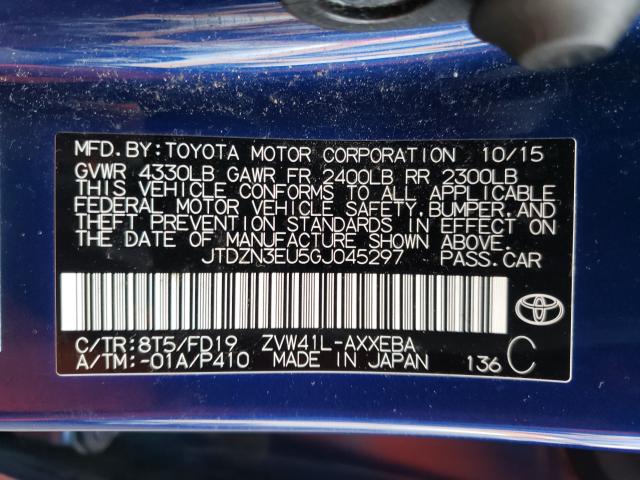 MFD.BY:TOYOTA MOTOR CORPORATION 10/15
GVWR 4330LB GAWR FR 2400LB RR 2300LB
THIS VEHICLE CONFORMS TO ALL APPLICABLE
FEDERAL MOTOR VEHICLE SAFETY,BUMPER,AND
THEFT PREVENTION STANDARDS IN EFFECT ON
THE DATE OF MANUFACTURE SHOWN ABOVE.
JTDZN3EU5GJ045297 PASS.CAR
C/TR:8T5/FD19 ZVW41L-AXXEBA
A/TM:-01A/P410 MADE IN JAPAN 136 C